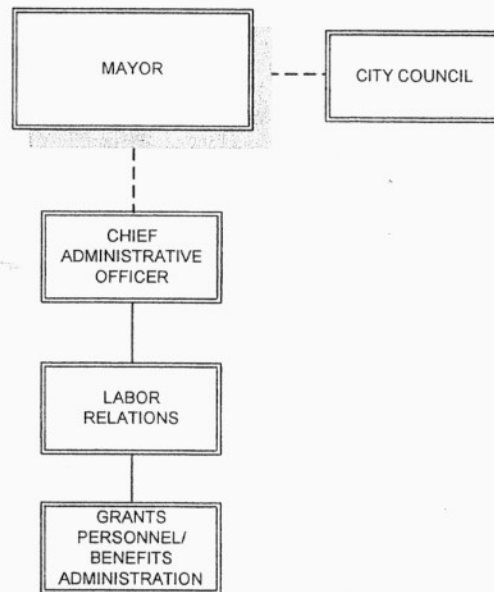 MAYOR
CITY COUNCIL
CHIEF
ADMINISTRATIVE
OFFICER
LABOR
RELATIONS
GRANTS
PERSONNEL/
BENEFITS
ADMINISTRATION